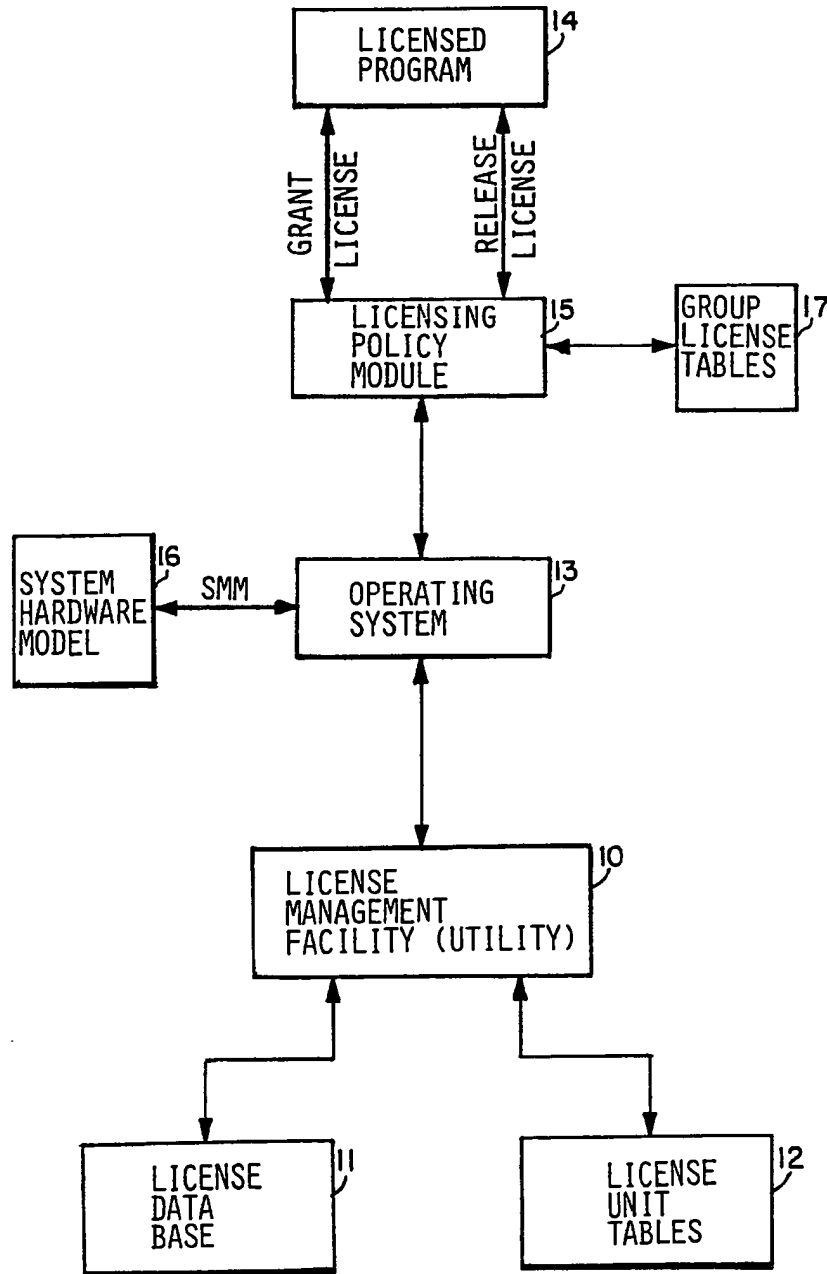 LICENSED
PROGRAM
14
GRANT
LICENSE
RELEASE
LICENSE
LICENSING
POLICY
MODULE
15
GROUP
LICENSE
TABLES
17
SYSTEM
HARDWARE
MODEL
16
SMM
OPERATING
SYSTEM
13
LICENSE
MANAGEMENT
FACILITY (UTILITY)
10
LICENSE
DATA
BASE
11
LICENSE
UNIT
TABLES
12